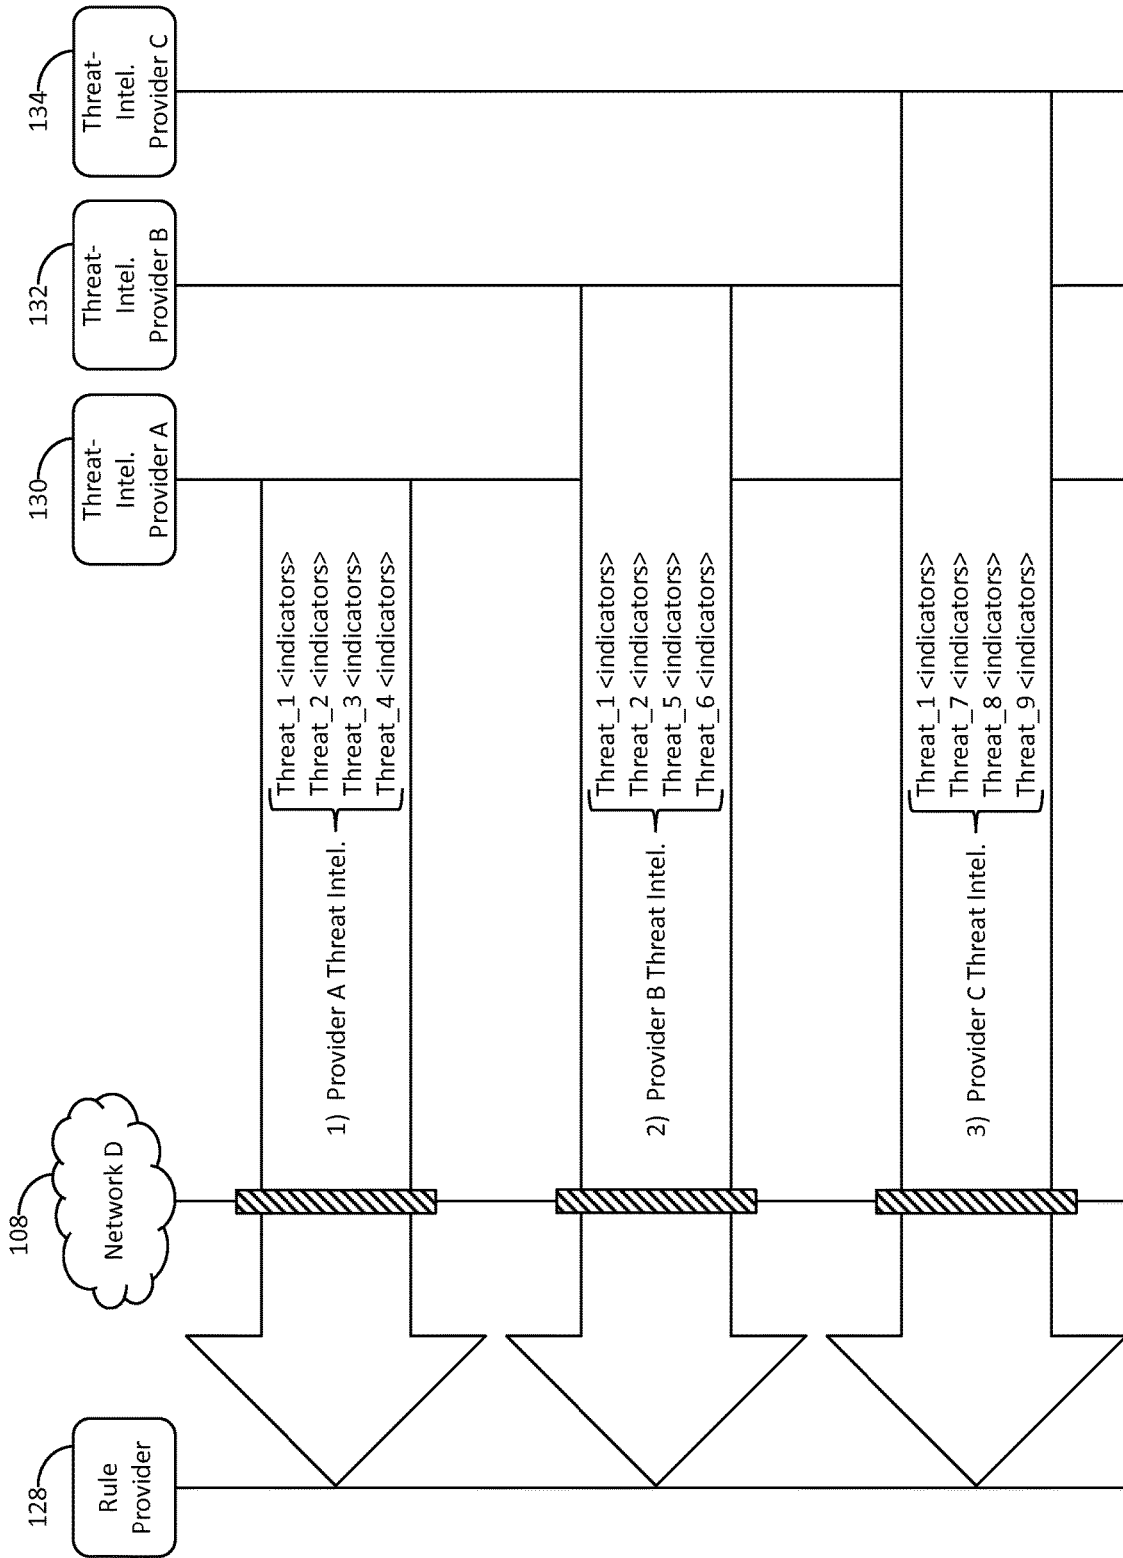 128
Rule
Provider
108
Network D
130
Threat-
Intel.
Provider A
132
Threat-
Intel.
Provider B
134
Threat-
Intel.
Provider C
1) Provider A Threat Intel.
Threat_1 <indicators>
Threat_2 <indicators>
Threat_3 <indicators>
Threat_4 <indicators>
2) Provider B Threat Intel.
Threat_1 <indicators>
Threat_2 <indicators>
Threat_5 <indicators>
Threat_6 <indicators>
3) Provider C Threat Intel.
Threat_1 <indicators>
Threat_7 <indicators>
Threat_8 <indicators>
Threat_9 <indicators>